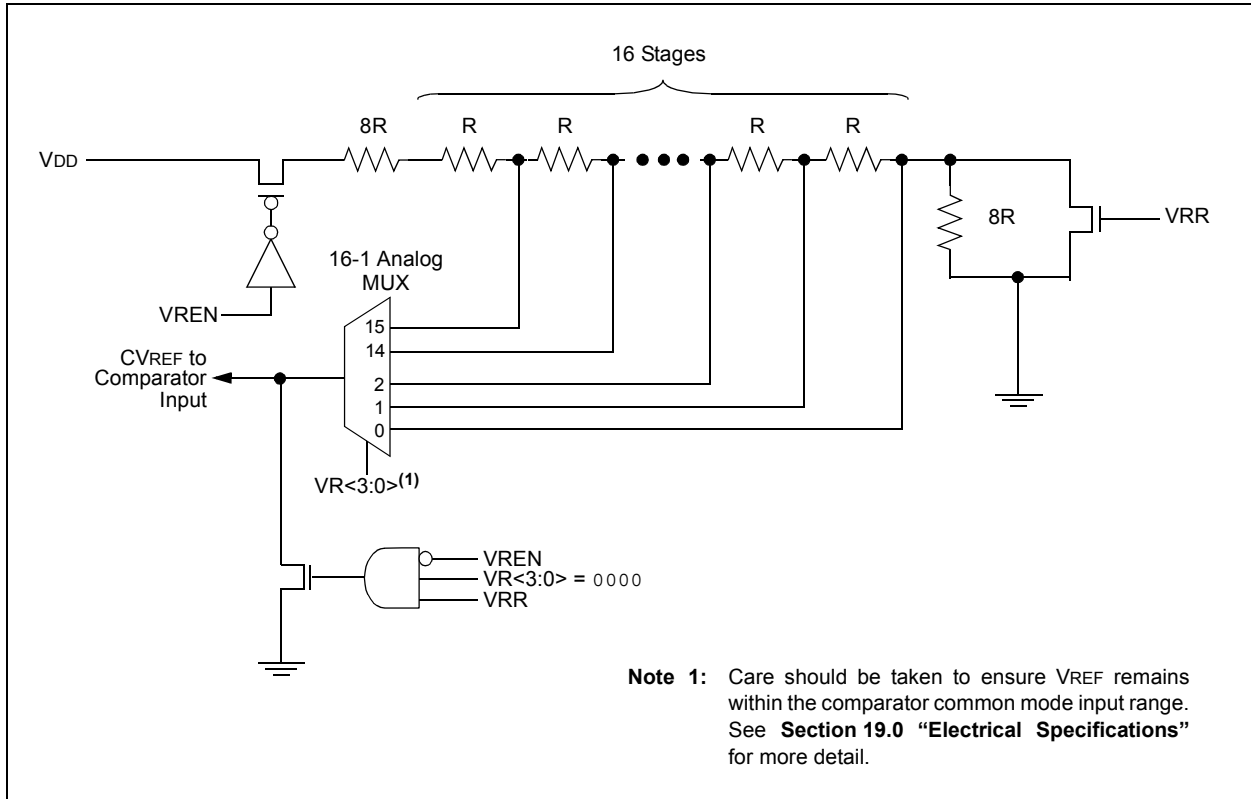 16 Stages
8R R R R R
VDD
8R
VRR
16-1 Analog
MUX
VREN
15
14
2
1
0
CVREF to
Comparator
Input
VR<3:0>(1)
VREN
VR<3:0> = 0000
VRR
Note 1: Care should be taken to ensure VREF remains
within the comparator common mode input range.
See Section 19.0 “Electrical Specifications”
for more detail.